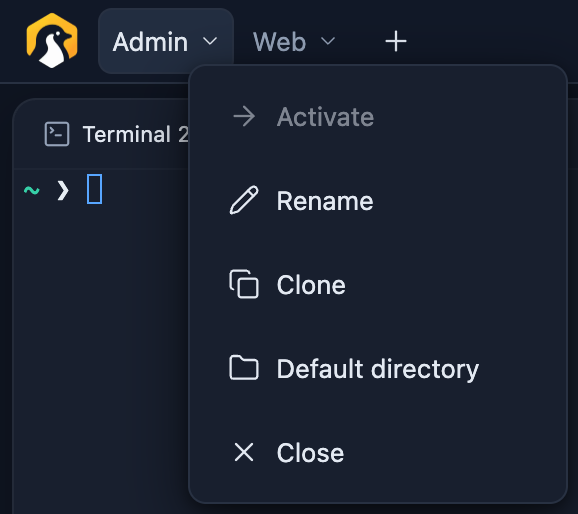 Admin
Web
Terminal 2
~ ❯
Activate
Rename
Clone
Default directory
Close